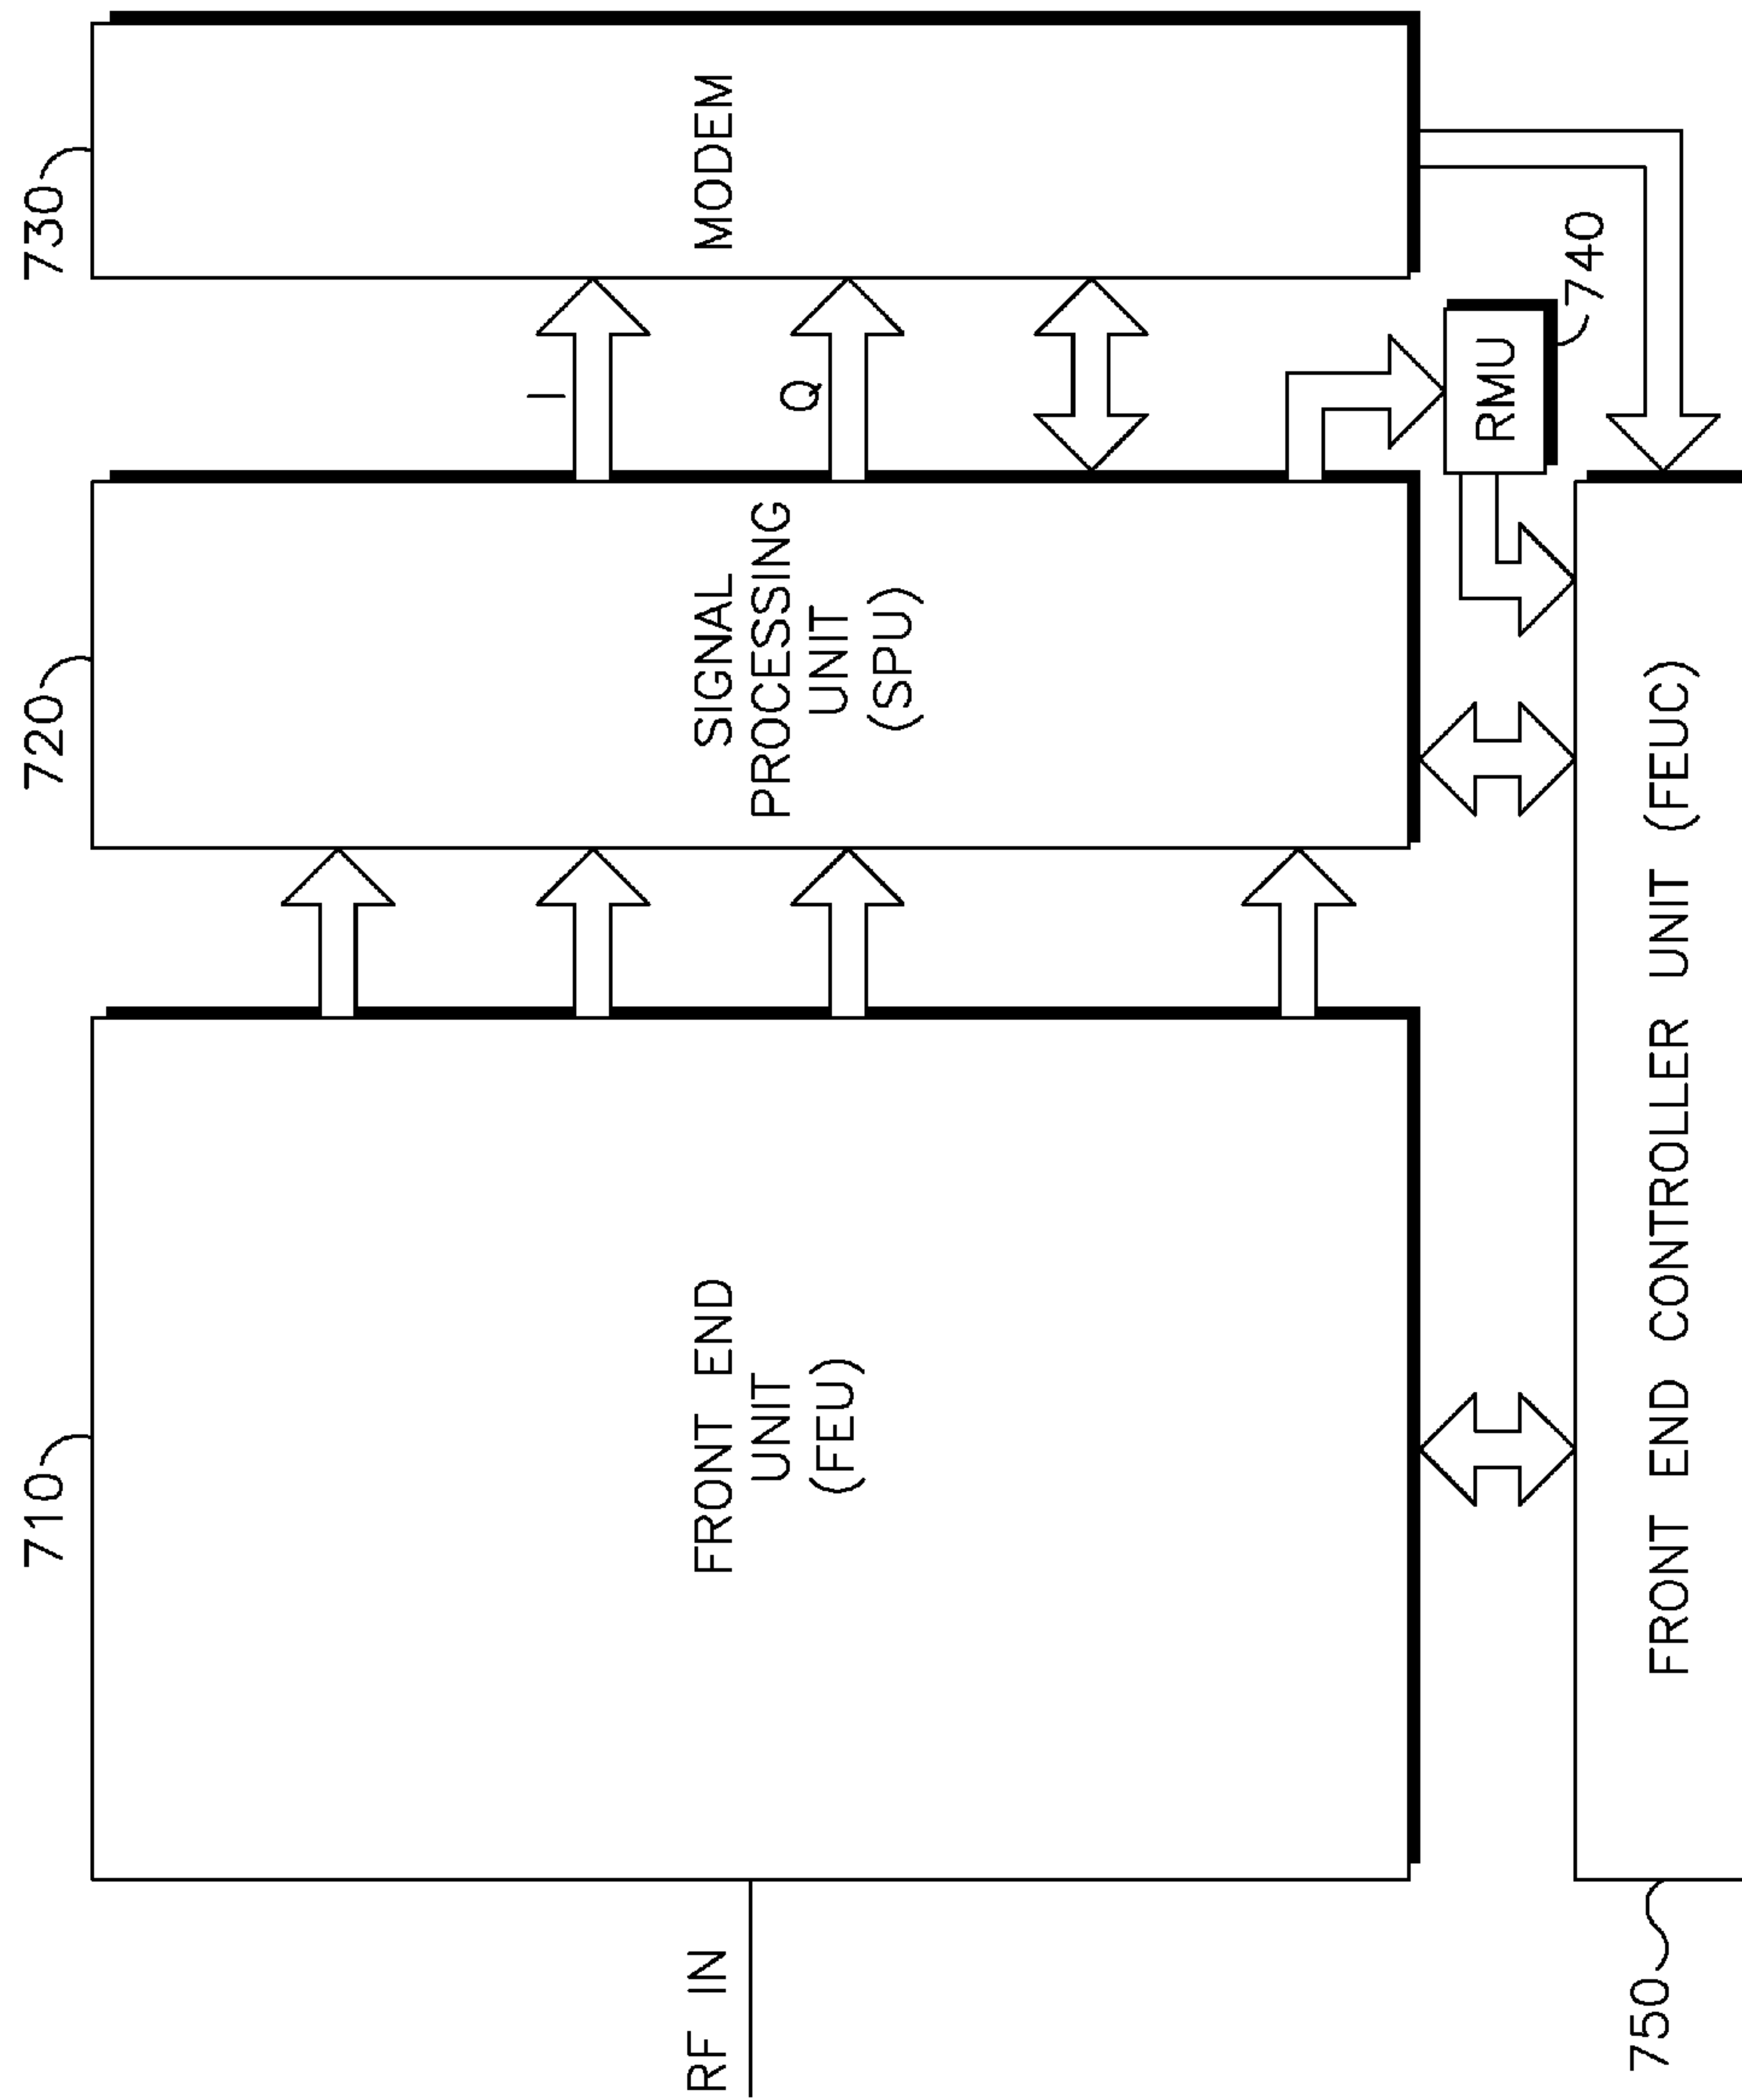 710
720
730
RF IN
FRONT END
UNIT
(FEU)
SIGNAL
PROCESSING
UNIT
(SPU)
I
Q
MODEM
RMU
740
750
FRONT END CONTROLLER UNIT (FEUC)